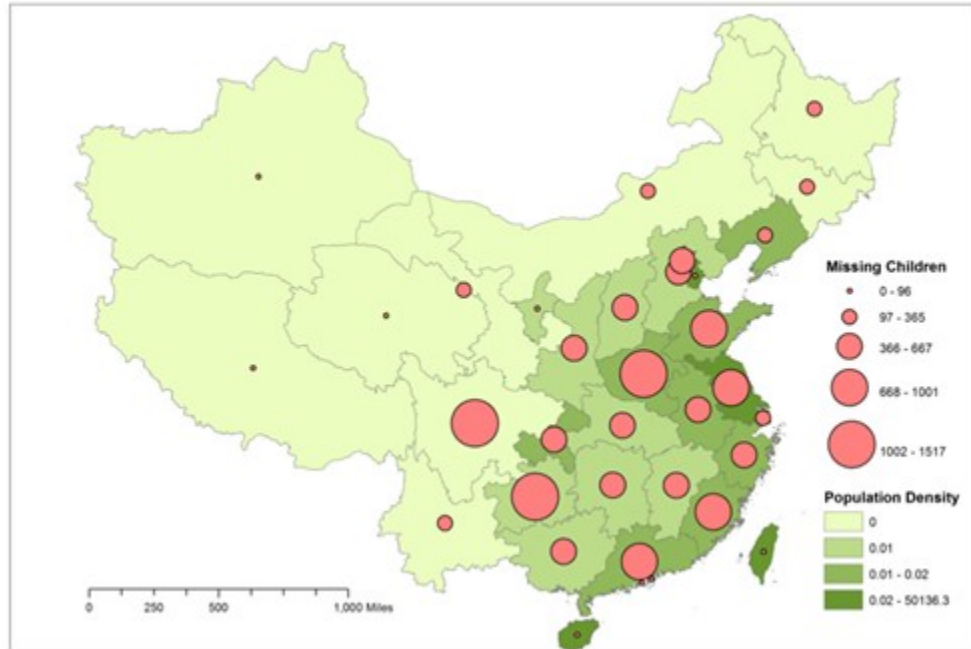 Missing Children
0 - 96
97 - 365
366 - 667
668 - 1001
1002 - 1517
Population Density
0
0.01
0.01 - 0.02
0.02 - 50136.3
0 250 500 1,000 Miles